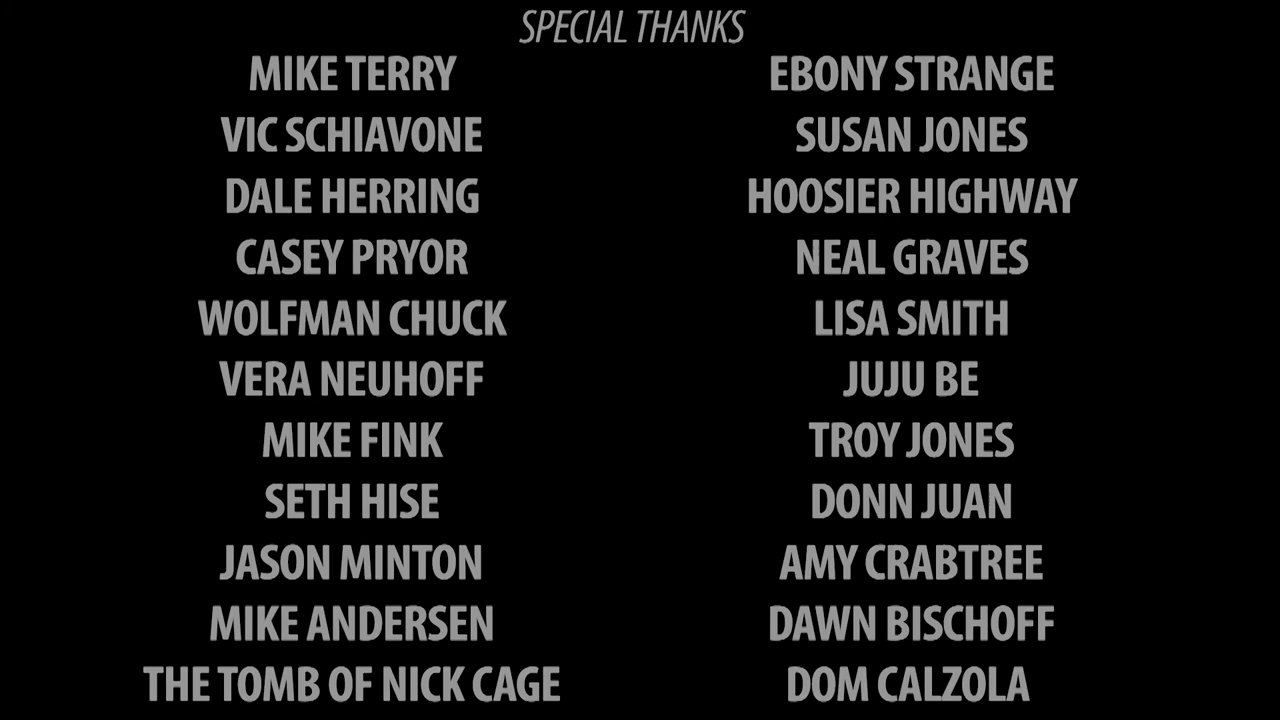 SPECIAL THANKS
MIKE TERRY
VIC SCHIAVONE
DALE HERRING
CASEY PRYOR
WOLFMAN CHUCK
VERA NEUHOFF
MIKE FINK
SETH HISE
JASON MINTON
MIKE ANDERSEN
THE TOMB OF NICK CAGE
EBONY STRANGE
SUSAN JONES
HOOSIER HIGHWAY
NEAL GRAVES
LISA SMITH
JUJU BE
TROY JONES
DONN JUAN
AMY CRABTREE
DAWN BISCHOFF
DOM CALZOLA